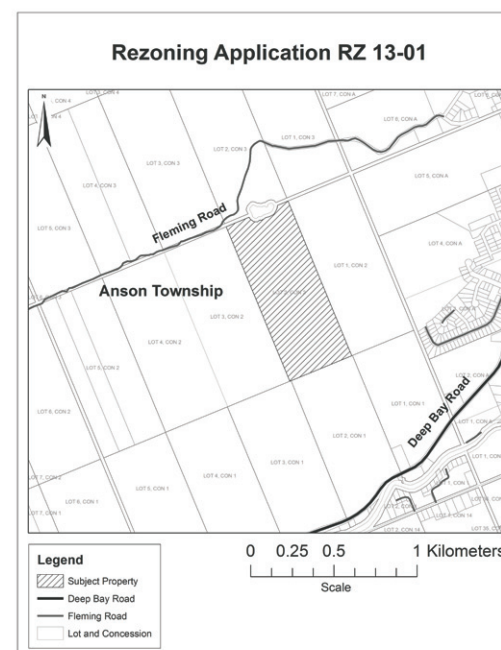 Rezoning Application RZ 13-01
N
LOT 7, CON A
LOT 6, CON A
LOT 1, CON 3
LOT 2, CON 3
LOT 3, CON 3
LOT 4, CON 3
LOT 5, CON 3
LOT 5, CON A
LOT 4, CON A
Fleming Road
Anson Township
LOT 1, CON 2
LOT 3, CON 2
LOT 4, CON 2
LOT 5, CON 2
LOT 6, CON 2
Deep Bay Road
LOT 1, CON 1
LOT 2, CON 1
LOT 3, CON 1
LOT 4, CON 1
LOT 5, CON 1
LOT 6, CON 1
Legend
Subject Property
Deep Bay Road
Fleming Road
Lot and Concession
0 0.25 0.5 1 Kilometers
Scale